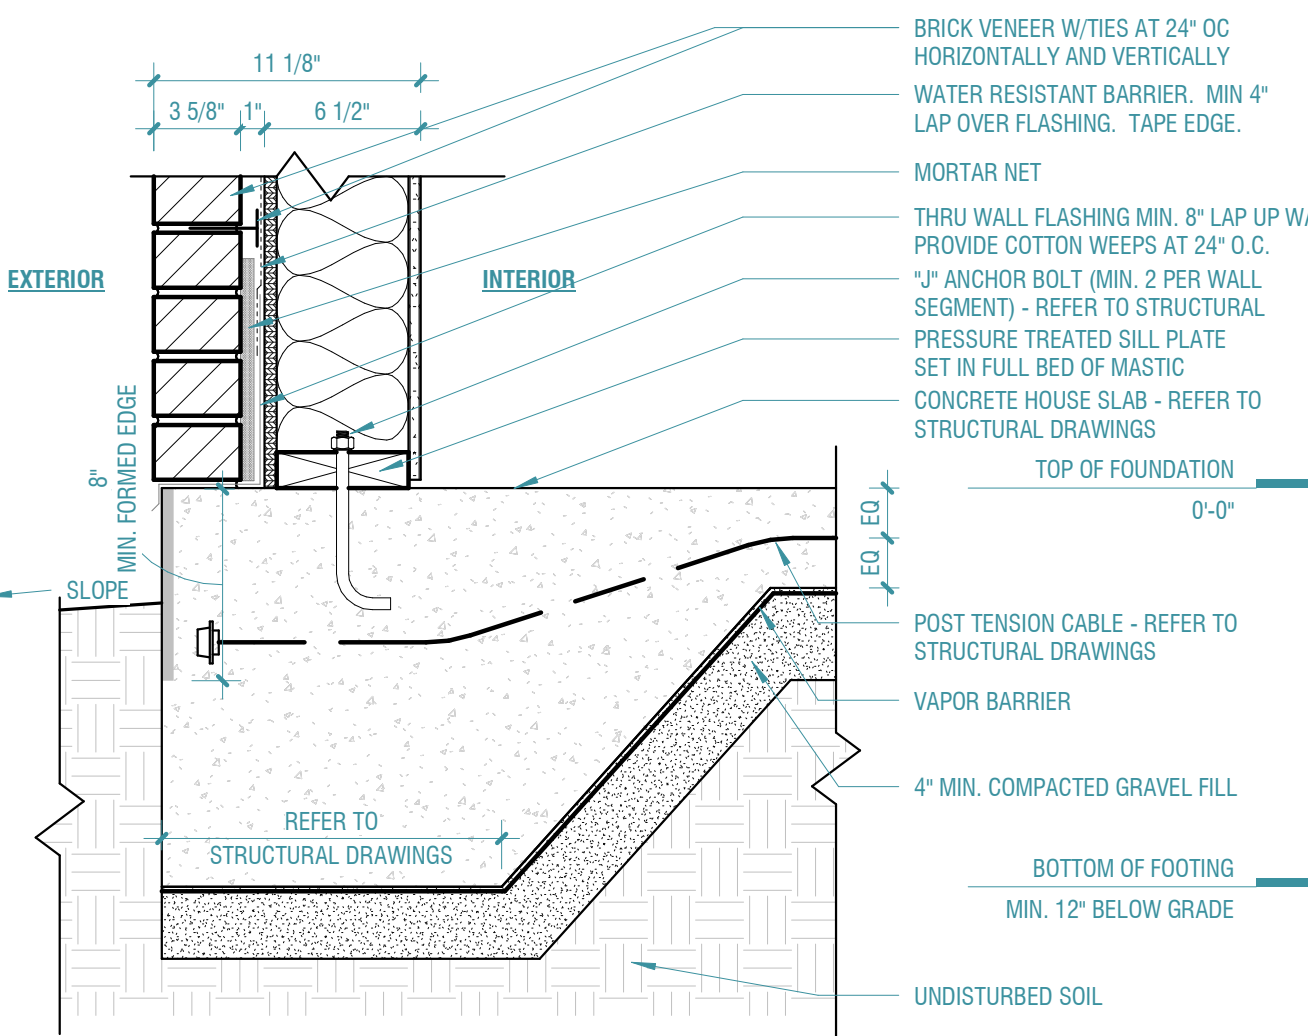 BRICK VENEER W/TIES AT 24" OC
HORIZONTALLY AND VERTICALLY
11 1/8"
3 5/8" 1" 6 1/2"
WATER RESISTANT BARRIER. MIN 4"
LAP OVER FLASHING. TAPE EDGE.
MORTAR NET
THRU WALL FLASHING MIN. 8" LAP UP
PROVIDE COTTON WEEPS AT 24" O.C.
EXTERIOR
INTERIOR
"J" ANCHOR BOLT (MIN. 2 PER WALL
SEGMENT) - REFER TO STRUCTURAL
PRESSURE TREATED SILL PLATE
SET IN FULL BED OF MASTIC
CONCRETE HOUSE SLAB - REFER TO
STRUCTURAL DRAWINGS
8"
MIN. FORMED EDGE
TOP OF FOUNDATION
0'-0"
EQ
EQ
SLOPE
POST TENSION CABLE - REFER TO
STRUCTURAL DRAWINGS
VAPOR BARRIER
4" MIN. COMPACTED GRAVEL FILL
REFER TO
STRUCTURAL DRAWINGS
BOTTOM OF FOOTING
MIN. 12" BELOW GRADE
UNDISTURBED SOIL